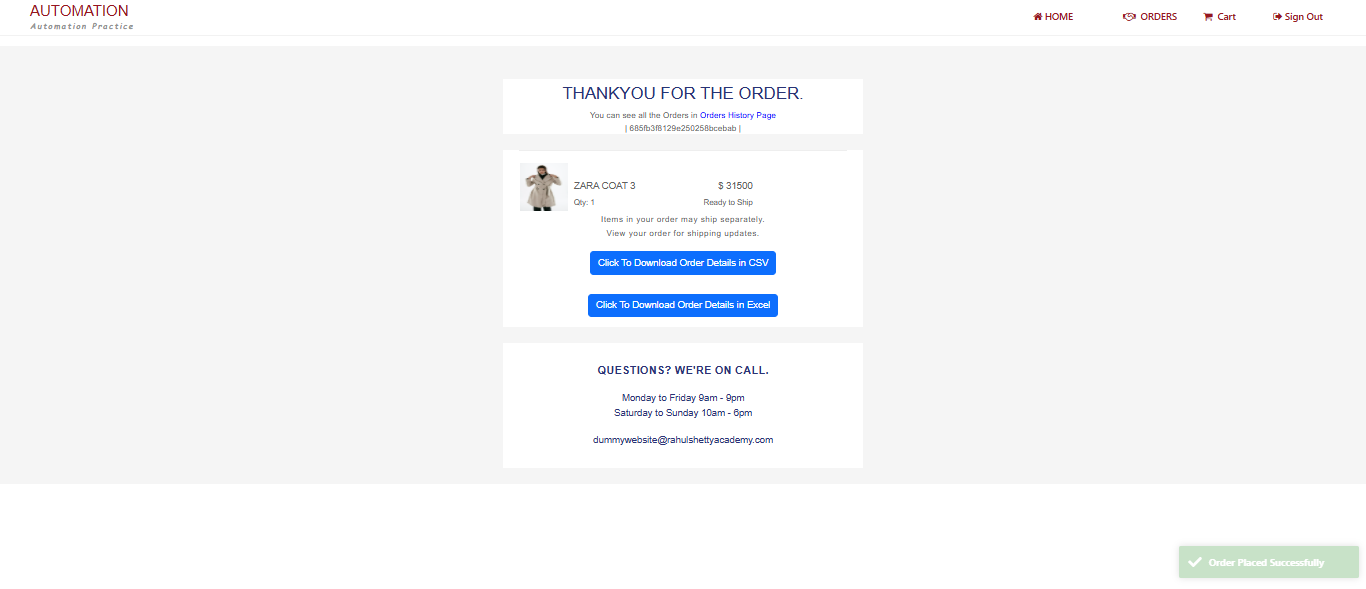 AUTOMATION
Automation Practice
HOME
ORDERS
Cart
Sign Out
THANKYOU FOR THE ORDER.
You can see all the Orders in Orders History Page
| 685fb3f8129e250258bcebab |
ZARA COAT 3
$ 31500
Qty: 1
Ready to Ship
Items in your order may ship separately.
View your order for shipping updates.
Click To Download Order Details in CSV
Click To Download Order Details in Excel
QUESTIONS? WE'RE ON CALL.
Monday to Friday 9am - 9pm
Saturday to Sunday 10am - 6pm
dummywebsite@rahulshettyacademy.com
Order Placed Successfully